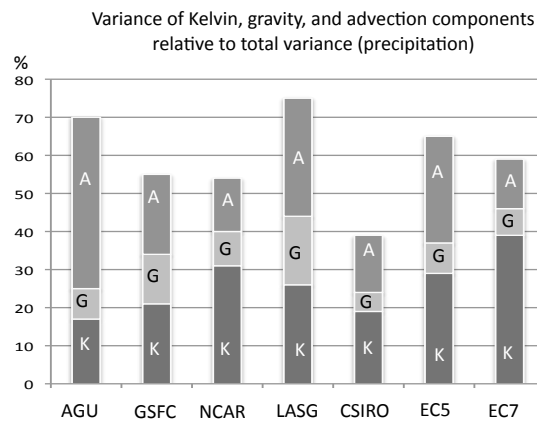 Variance of Kelvin, gravity, and advection components
relative to total variance (precipitation)
%
80
70
60
50
40
30
20
10
0
A
G
K
A
G
K
A
G
K
A
G
K
A
G
K
A
G
K
A
G
K
AGU GSFC NCAR LASG CSIRO EC5 EC7